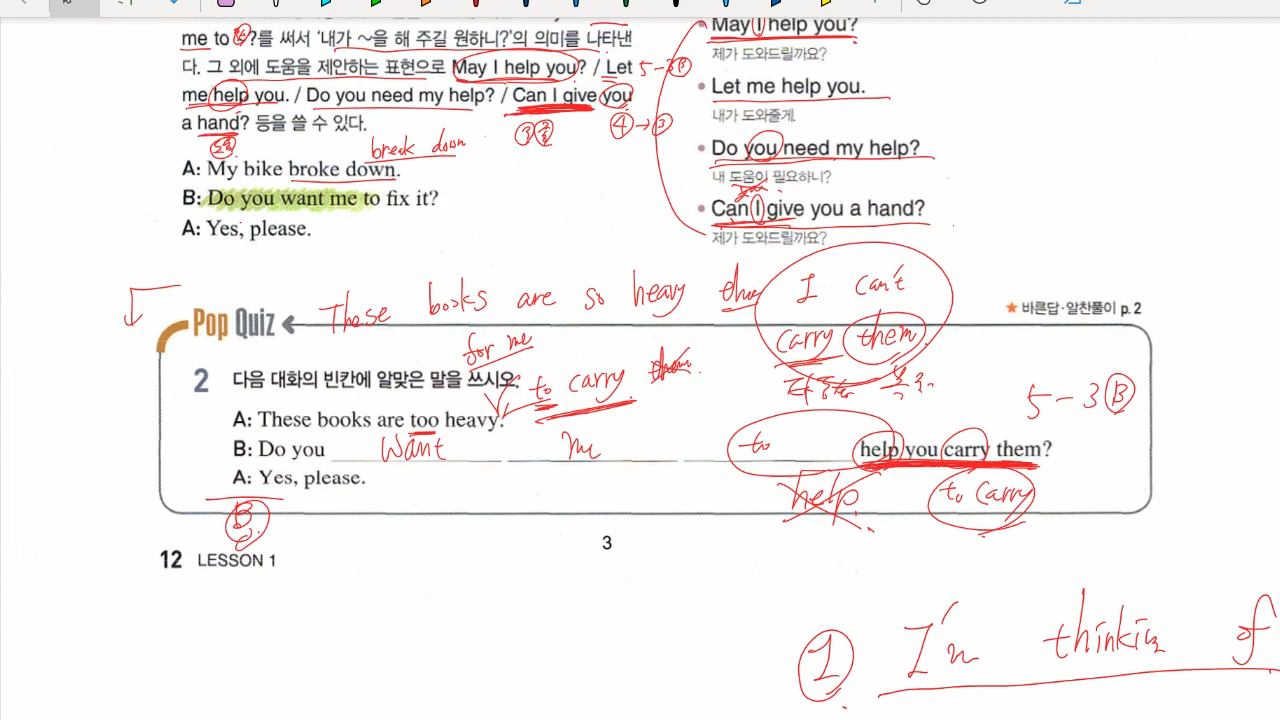 me to ⑤?를 써서 '내가 ～을 해 주길 원하니?'의 의미를 나타낸
다. 그 외에 도움을 제안하는 표현으로 May I help you? / Let
5-3Ⓑ
me help you. / Do you need my help? / Can I give you
a hand? 등을 쓸 수 있다.
③
④→③
break down
A: My bike broke down.
B: Do you want me to fix it?
A: Yes, please.
May I help you?
제가 도와드릴까요?
• Let me help you.
내가 도와줄게.
• Do you need my help?
내 도움이 필요하니?
• Can I give you a hand?
제가 도와드릴까요?
These books are so heavy that I can't
carry them.
Pop Quiz
★ 바른답·알찬풀이 p.2
for me
2 다음 대화의 빈칸에 알맞은 말을 쓰시오.
to carry them.
5-3Ⓑ
A: These books are too heavy.
B: Do you want me to help you carry them?
help
to carry
A: Yes, please.
Ⓑ
3
12 LESSON 1
① I'm thinking of